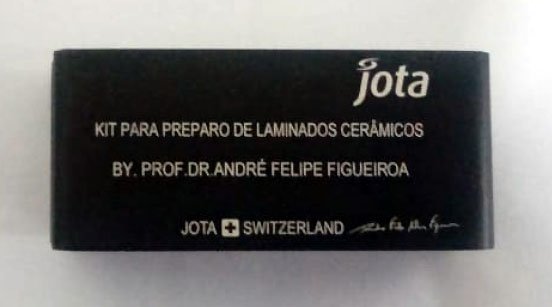 jota
KIT PARA PREPARO DE LAMINADOS CERÂMICOS
BY. PROF.DR.ANDRÉ FELIPE FIGUEIROA
JOTA SWITZERLAND